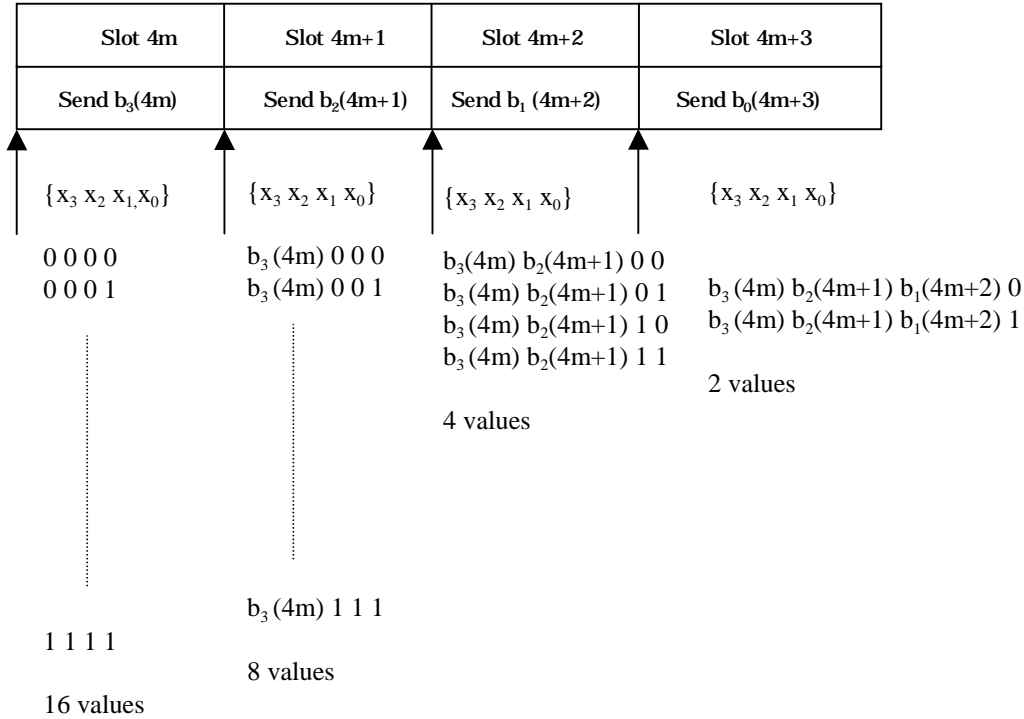 Slot 4m Slot 4m+1 Slot 4m+2 Slot 4m+3
Send b₃(4m) Send b₂(4m+1) Send b₁ (4m+2) Send b₀(4m+3)
{x₃ x₂ x₁,x₀} {x₃ x₂ x₁ x₀} {x₃ x₂ x₁ x₀} {x₃ x₂ x₁ x₀}
0 0 0 0 b₃ (4m) 0 0 0 b₃(4m) b₂(4m+1) 0 0
0 0 0 1 b₃ (4m) 0 0 1 b₃ (4m) b₂(4m+1) 0 1 b₃ (4m) b₂(4m+1) b₁(4m+2) 0
b₃ (4m) b₂(4m+1) 1 0 b₃ (4m) b₂(4m+1) b₁(4m+2) 1
b₃ (4m) b₂(4m+1) 1 1
2 values
4 values
b₃ (4m) 1 1 1
1 1 1 1
8 values
16 values